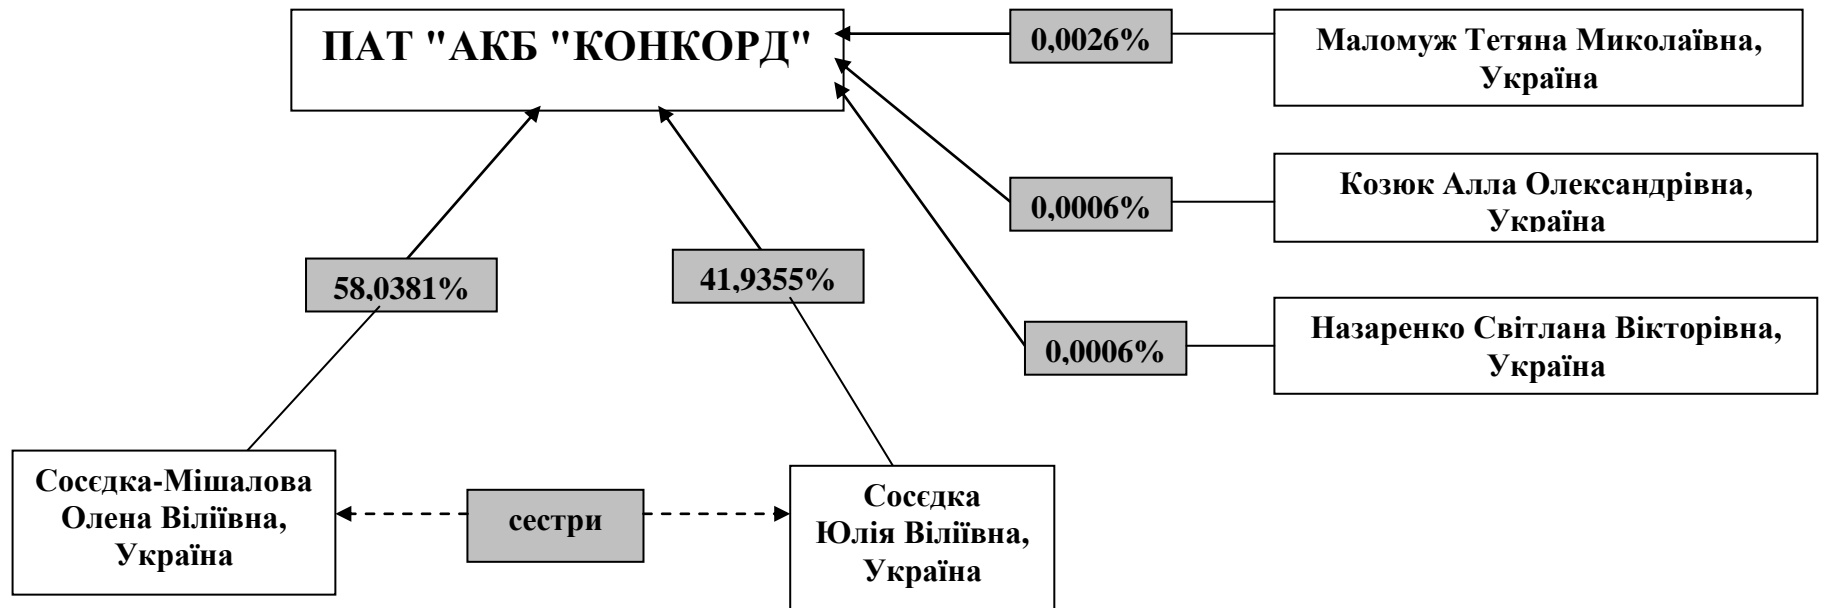 ПАТ "АКБ "КОНКОРД"
0,0026%
Маломуж Тетяна Миколаївна,
Україна
0,0006%
Козюк Алла Олександрівна,
Україна
58,0381%
41,9355%
0,0006%
Назаренко Світлана Вікторівна,
Україна
Сосєдка-Мішалова
Олена Віліївна,
Україна
сестри
Сосєдка
Юлія Віліївна,
Україна